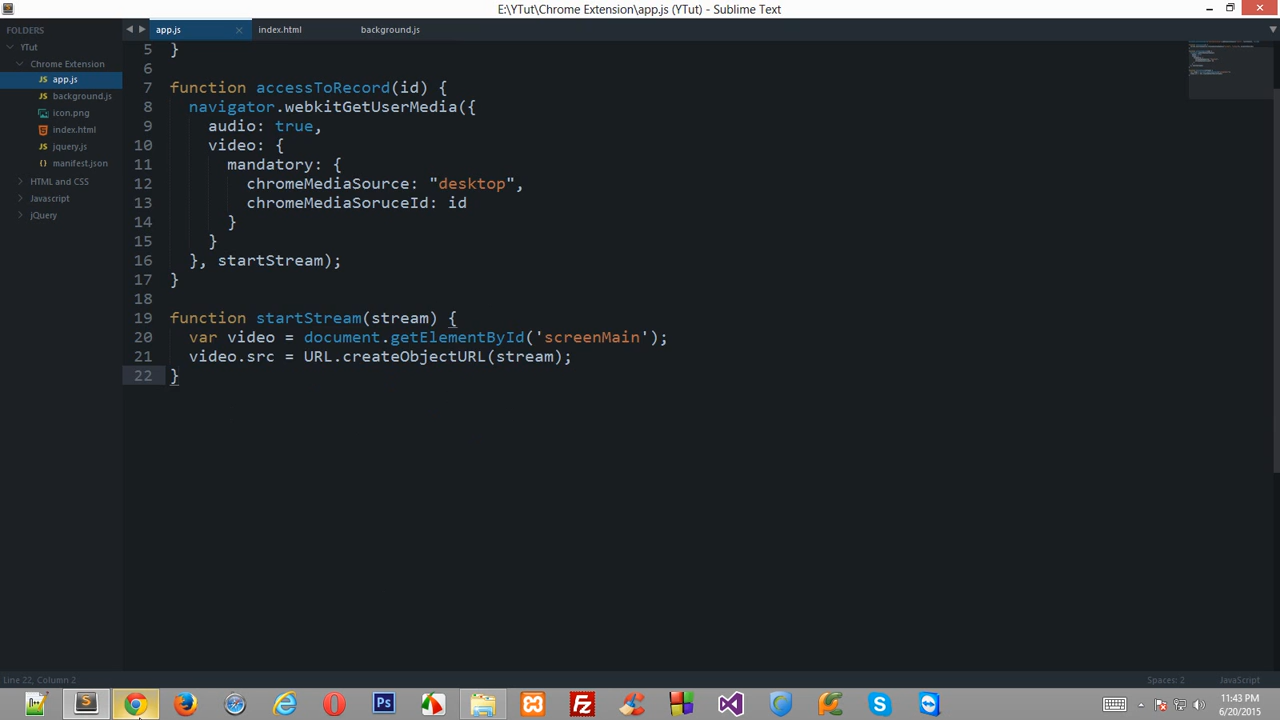 E:\YTut\Chrome Extension\app.js (YTut) - Sublime Text
FOLDERS
YTut
Chrome Extension
JS app.js
JS background.js
icon.png
index.html
JS jquery.js
{} manifest.json
HTML and CSS
Javascript
jQuery
app.js
index.html
background.js
5 }
6
7 function accessToRecord(id) {
8 navigator.webkitGetUserMedia({
9 audio: true,
10 video: {
11 mandatory: {
12 chromeMediaSource: "desktop",
13 chromeMediaSoruceId: id
14 }
15 }
16 }, startStream);
17 }
18
19 function startStream(stream) {
20 var video = document.getElementById('screenMain');
21 video.src = URL.createObjectURL(stream);
22 }
Line 22, Column 2
Spaces: 2
JavaScript
11:43 PM
6/20/2015